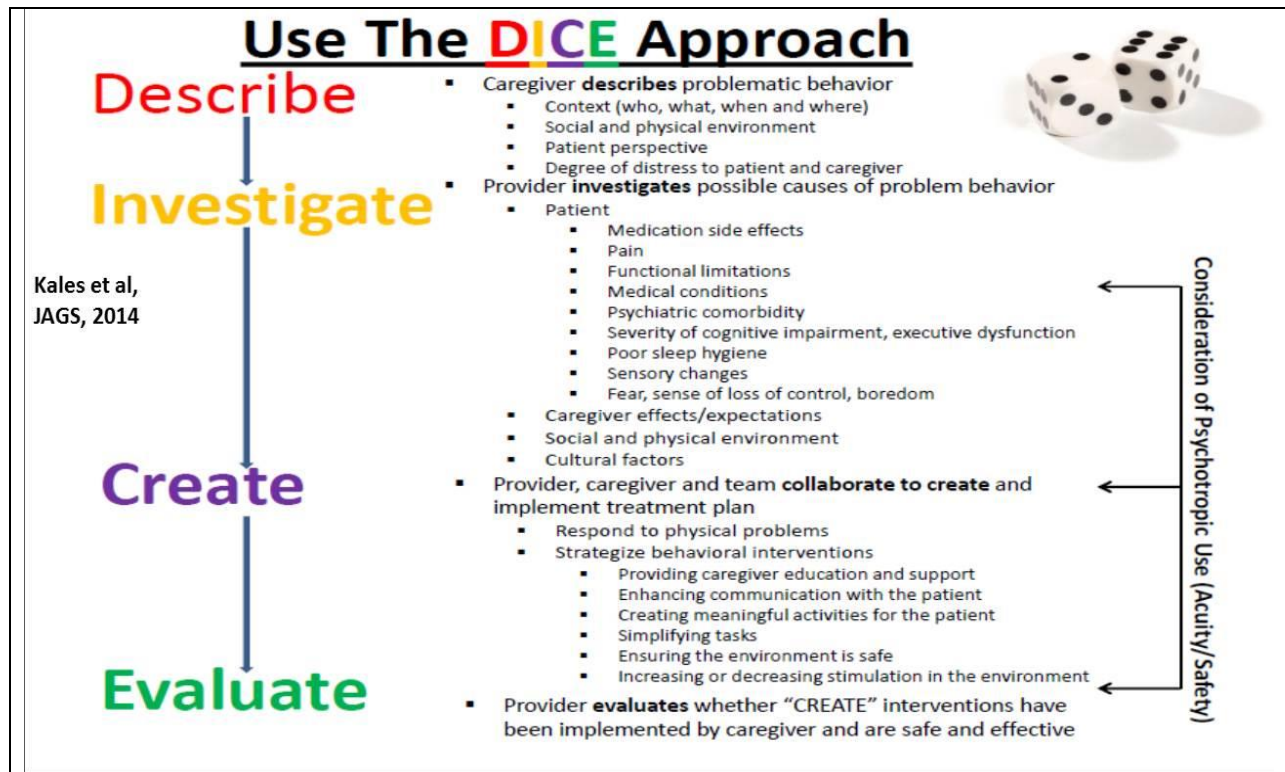 Use The DICE Approach
Describe
▪ Caregiver describes problematic behavior
▪ Context (who, what, when and where)
▪ Social and physical environment
▪ Patient perspective
▪ Degree of distress to patient and caregiver
Investigate
▪ Provider investigates possible causes of problem behavior
▪ Patient
▪ Medication side effects
▪ Pain
▪ Functional limitations
▪ Medical conditions
▪ Psychiatric comorbidity
▪ Severity of cognitive impairment, executive dysfunction
▪ Poor sleep hygiene
▪ Sensory changes
▪ Fear, sense of loss of control, boredom
▪ Caregiver effects/expectations
▪ Social and physical environment
▪ Cultural factors
Kales et al,
JAGS, 2014
Create
▪ Provider, caregiver and team collaborate to create and
implement treatment plan
▪ Respond to physical problems
▪ Strategize behavioral interventions
▪ Providing caregiver education and support
▪ Enhancing communication with the patient
▪ Creating meaningful activities for the patient
▪ Simplifying tasks
▪ Ensuring the environment is safe
▪ Increasing or decreasing stimulation in the environment
Evaluate
▪ Provider evaluates whether “CREATE” interventions have
been implemented by caregiver and are safe and effective
Consideration of Psychotropic Use (Acuity/Safety)